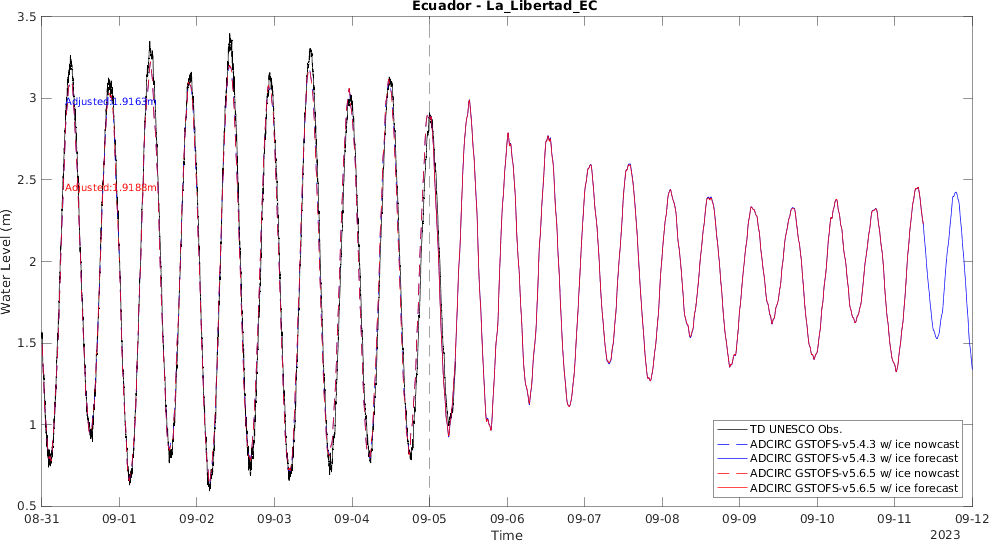 Ecuador - La_Libertad_EC
3.5
3
2.5
2
1.5
1
0.5
Water Level (m)
Adjusted:1.9163m
Adjusted:1.9188m
TD UNESCO Obs.
ADCIRC GSTOFS-v5.4.3 w/ ice nowcast
ADCIRC GSTOFS-v5.4.3 w/ ice forecast
ADCIRC GSTOFS-v5.6.5 w/ ice nowcast
ADCIRC GSTOFS-v5.6.5 w/ ice forecast
08-31 09-01 09-02 09-03 09-04 09-05 09-06 09-07 09-08 09-09 09-10 09-11 09-12
Time
2023